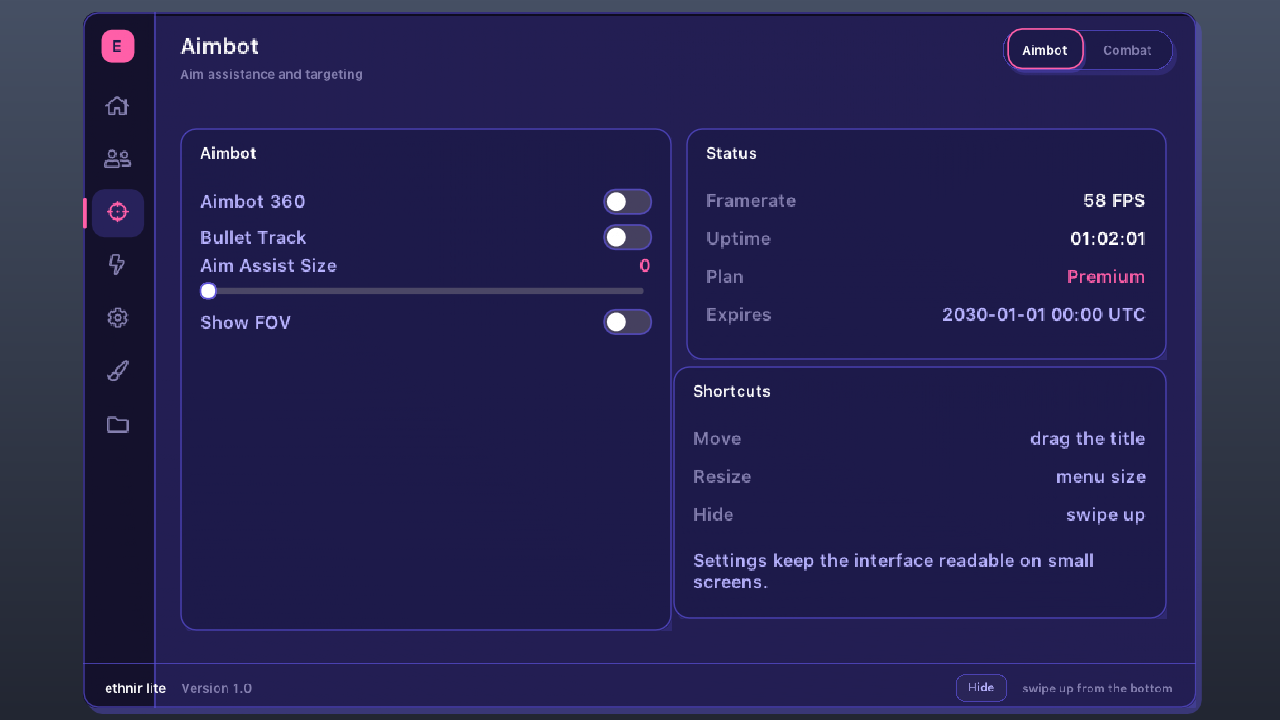 E
Aimbot
Aim assistance and targeting
Aimbot
Combat
Aimbot
Aimbot 360
Bullet Track
Aim Assist Size 0
Show FOV
Status
Framerate 58 FPS
Uptime 01:02:01
Plan Premium
Expires 2030-01-01 00:00 UTC
Shortcuts
Move drag the title
Resize menu size
Hide swipe up
Settings keep the interface readable on small
screens.
ethnir lite Version 1.0
Hide swipe up from the bottom